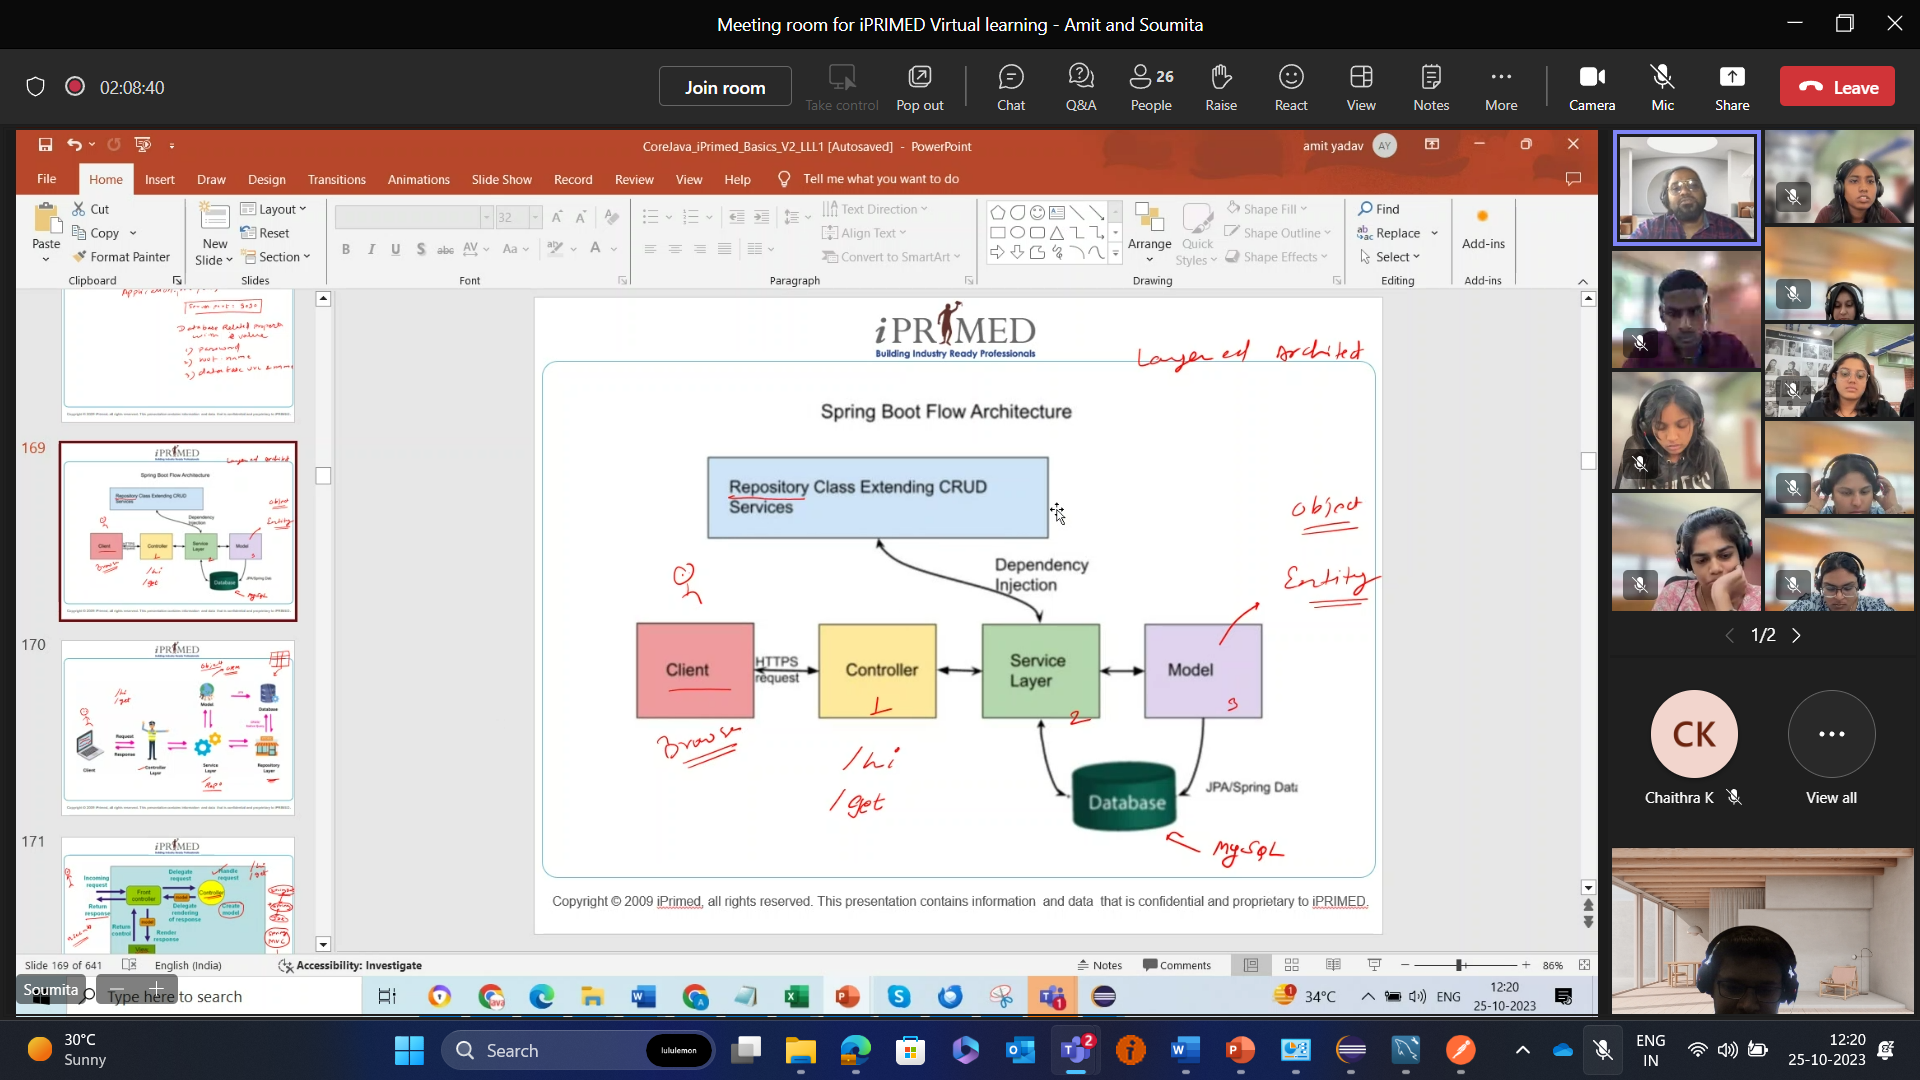 Meeting room for iPRIMED Virtual learning - Amit and Soumita
02:08:40
Join room
Take control
Pop out
Chat
Q&A
26
People
Raise
React
View
Notes
More
Camera
Mic
Share
Leave
CoreJava_iPrimed_Basics_V2_LLL1 [Autosaved] - PowerPoint
amit yadav
AY
File Home Insert Draw Design Transitions Animations Slide Show Record Review View Help Tell me what you want to do
Paste
Cut
Copy
Format Painter
Clipboard
New Slide
Layout
Reset
Section
Slides
32
Font
Text Direction
Align Text
Convert to SmartArt
Paragraph
Arrange
Quick Styles
Shape Fill
Shape Outline
Shape Effects
Drawing
Find
Replace
Select
Editing
Add-ins
Add-ins
169
170
171
iPRIMED
Building Industry Ready Professionals
Layered Architect
Spring Boot Flow Architecture
Repository Class Extending CRUD
Services
Object
Entity
Dependency
Injection
Client
HTTPS
request
Controller
1
Service
Layer
2
Model
3
Browse
/hi
/get
Database
JPA/Spring Data
MySQL
Copyright © 2009 iPrimed, all rights reserved. This presentation contains information and data that is confidential and proprietary to iPRIMED.
Slide 169 of 641
English (India)
Accessibility: Investigate
Notes
Comments
86%
Soumita
Type here to search
34°C
ENG
12:20
25-10-2023
1/2
CK
Chaithra K
View all
30°C
Sunny
Search
lululemon
2
ENG
IN
12:20
25-10-2023